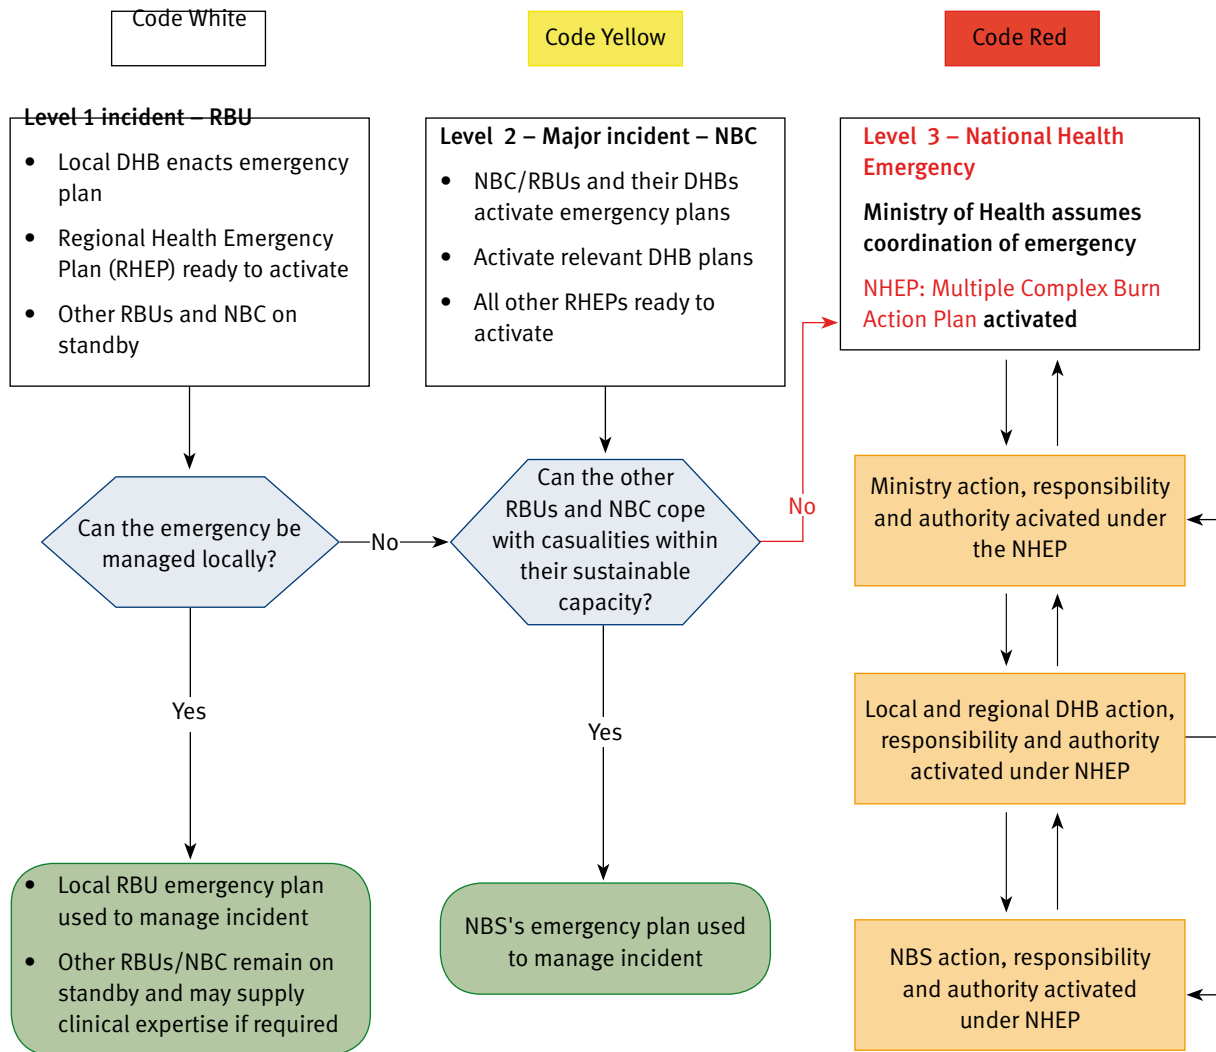 Code White
Code Yellow
Code Red
Level 1 incident – RBU
• Local DHB enacts emergency
plan
• Regional Health Emergency
Plan (RHEP) ready to activate
• Other RBUs and NBC on
standby
Level 2 – Major incident – NBC
• NBC/RBUs and their DHBs
activate emergency plans
• Activate relevant DHB plans
• All other RHEPs ready to
activate
Level 3 – National Health
Emergency
Ministry of Health assumes
coordination of emergency
NHEP: Multiple Complex Burn
Action Plan activated
Can the emergency be
managed locally?
No
Can the other
RBUs and NBC cope
with casualties within
their sustainable
capacity?
No
Ministry action, responsibility
and authority acivated under
the NHEP
Yes
Yes
Local and regional DHB action,
responsibility and authority
activated under NHEP
• Local RBU emergency plan
used to manage incident
• Other RBUs/NBC remain on
standby and may supply
clinical expertise if required
NBS's emergency plan used
to manage incident
NBS action, responsibility
and authority activated
under NHEP